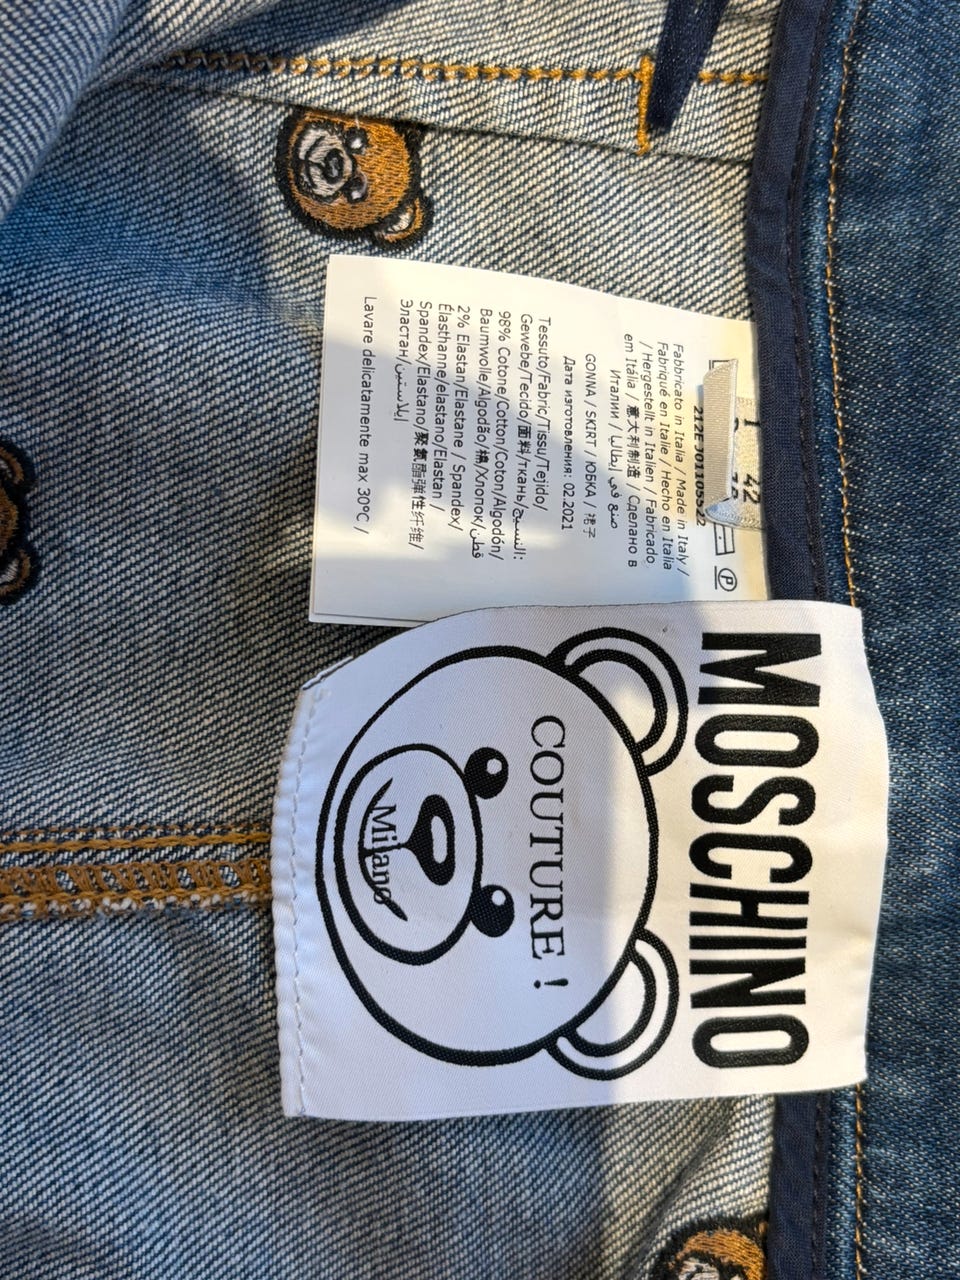 I 42
212E J01105522
Fabbricato in Italia / Made in Italy /
Fabriqué en Italie / Hecho en Italia
/ Hergestellt in Italien / Fabricado
em Itália / 意大利制造 / Сделано в
Италии / صنع في إيطاليا
GONNA / SKIRT / ЮБКА / 裙子
Дата изготовления: 02.2021
Tessuto/Fabric/Tissu/Tejido/
Gewebe/Tecido/面料/ткань/النسيج:
98% Cotone/Cotton/Coton/Algodón/
Baumwolle/Algodão/棉/Хлопок/قطن
2% Elastan/Elastane / Spandex/
Élasthanne/elastano/Elastan /
Spandex/Elastano/聚氨酯弹性纤维/
Эластан/إيلاستين
Lavare delicatamente max 30°C /
MOSCHINO
COUTURE !
Milano